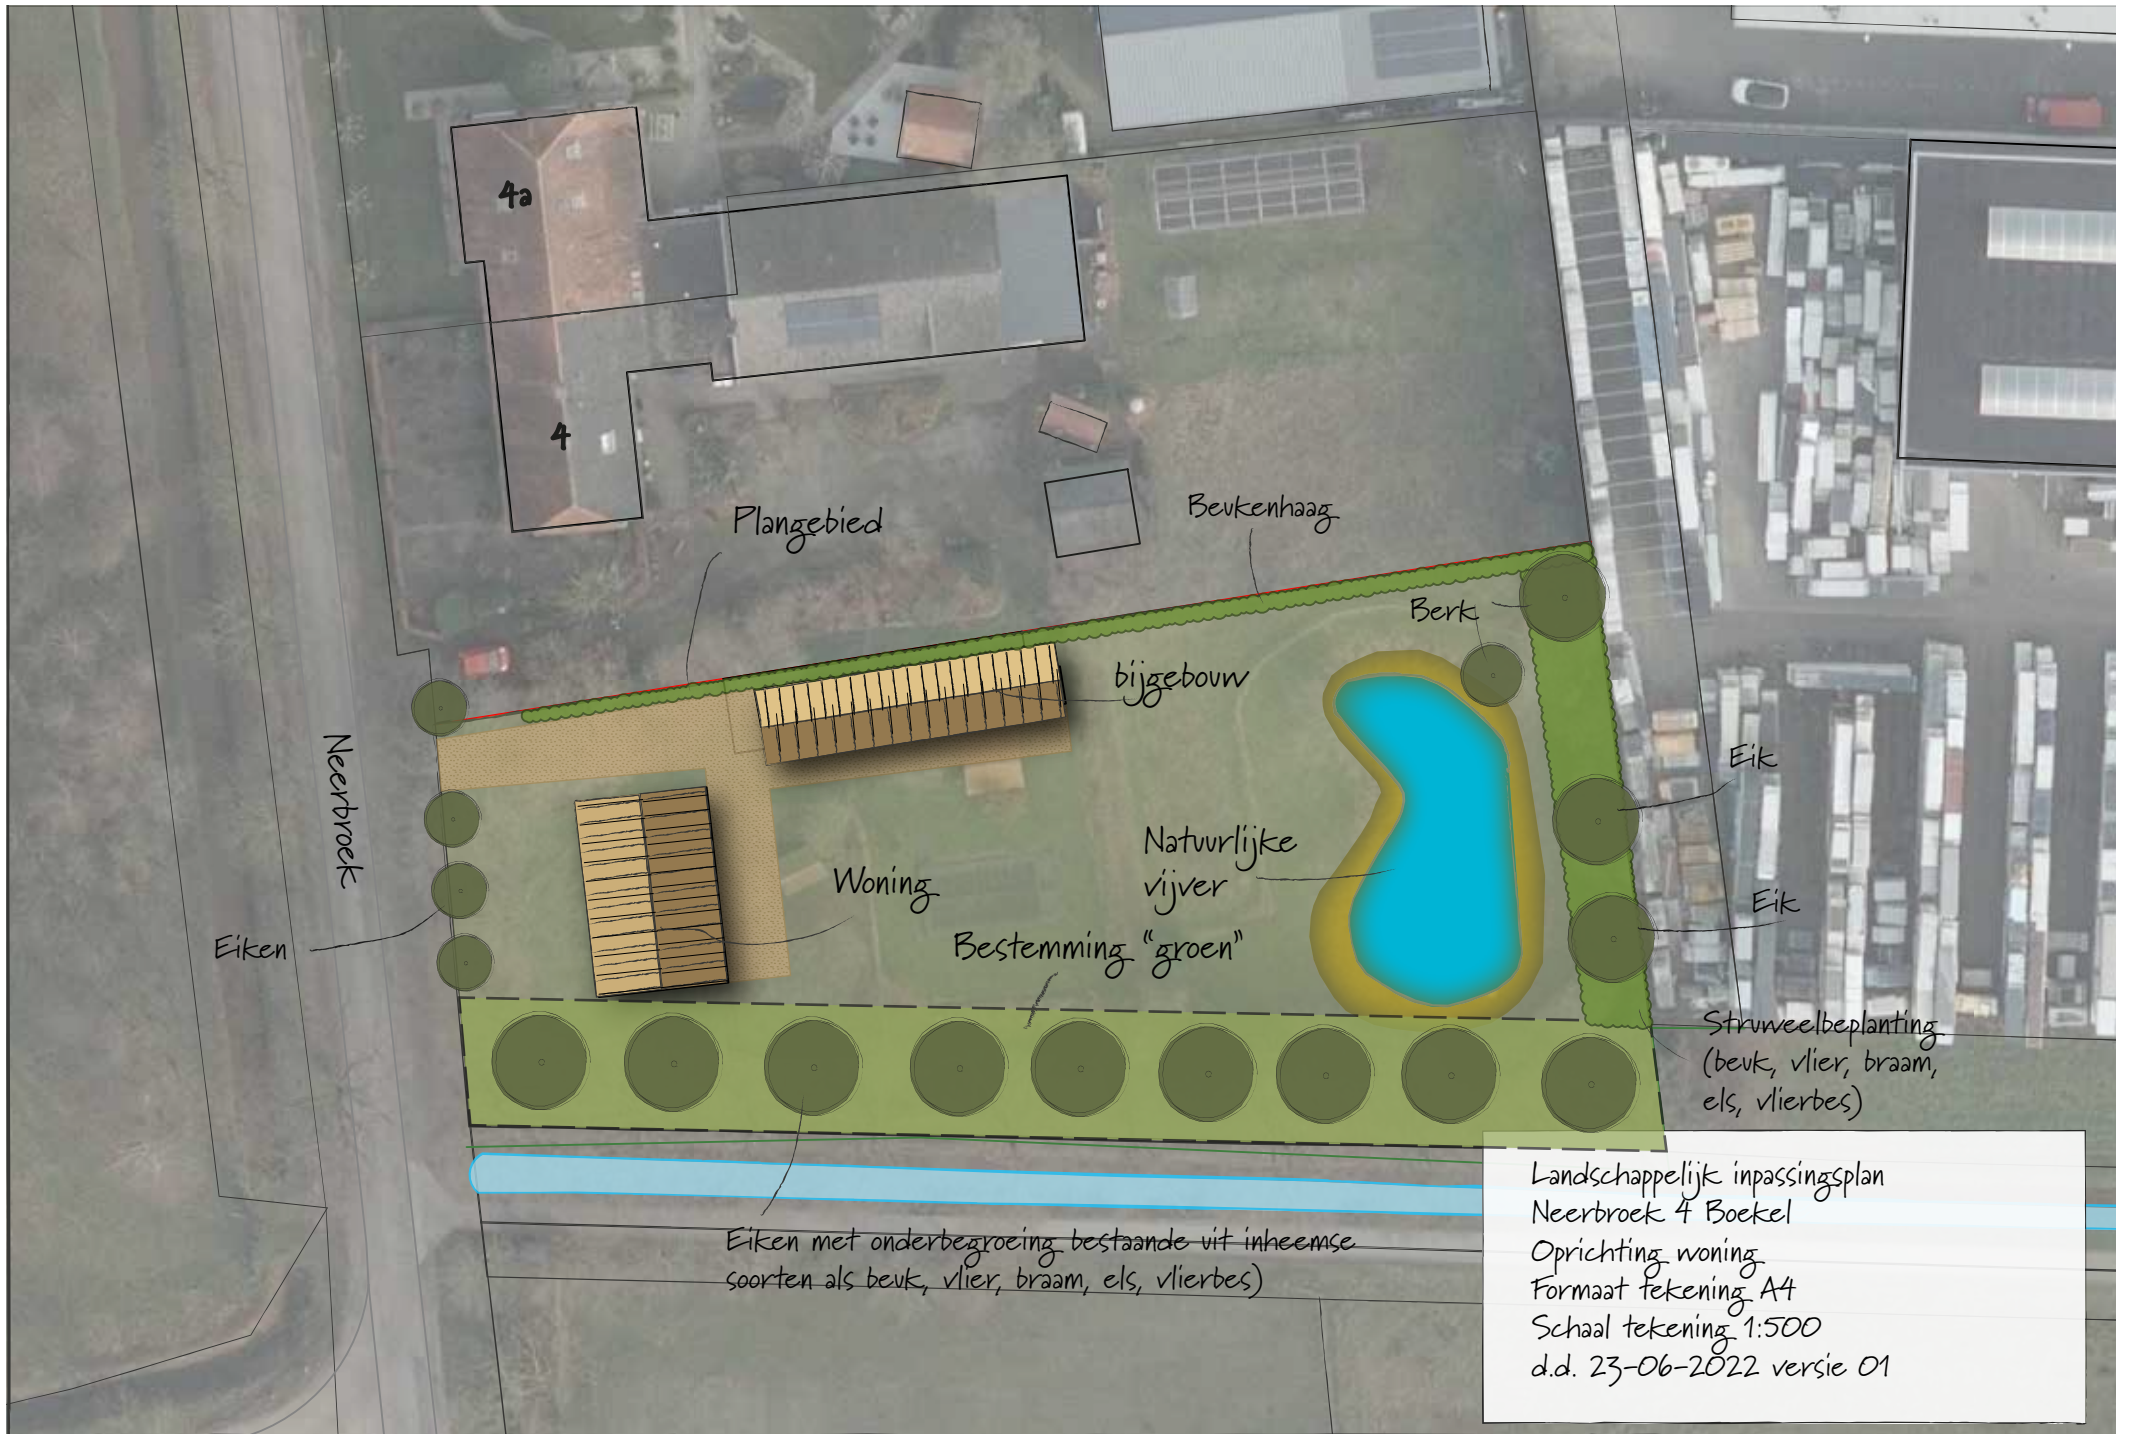 4a
4
Plangebied
Beukenhaag
Berk
bijgebouw
Eik
Neerbroek
Natuurlijke
vijver
Woning
Eik
Eiken
Bestemming "groen"
Struweelbeplanting
(beuk, vlier, braam,
els, vlierbes)
Eiken met onderbegroeing bestaande uit inheemse
soorten als beuk, vlier, braam, els, vlierbes)
Landschappelijk inpassingsplan
Neerbroek 4 Boekel
Oprichting woning
Formaat tekening A4
Schaal tekening 1:500
d.d. 23-06-2022 versie 01